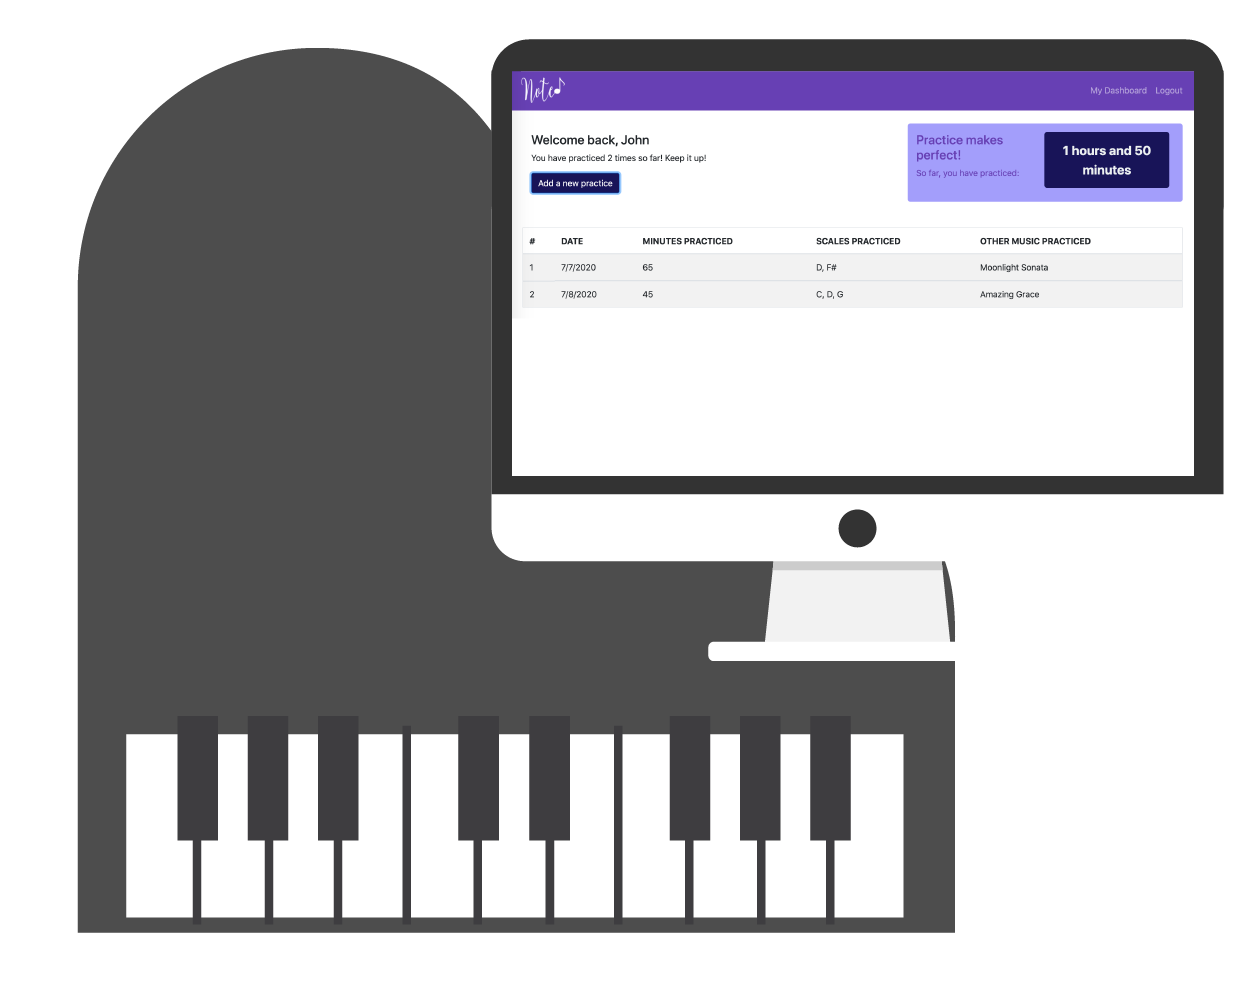 Note
My Dashboard Logout
Welcome back, John
You have practiced 2 times so far! Keep it up!
Add a new practice
Practice makes
perfect!
So far, you have practiced:
1 hours and 50
minutes
# DATE MINUTES PRACTICED SCALES PRACTICED OTHER MUSIC PRACTICED
1 7/7/2020 65 D, F# Moonlight Sonata
2 7/8/2020 45 C, D, G Amazing Grace